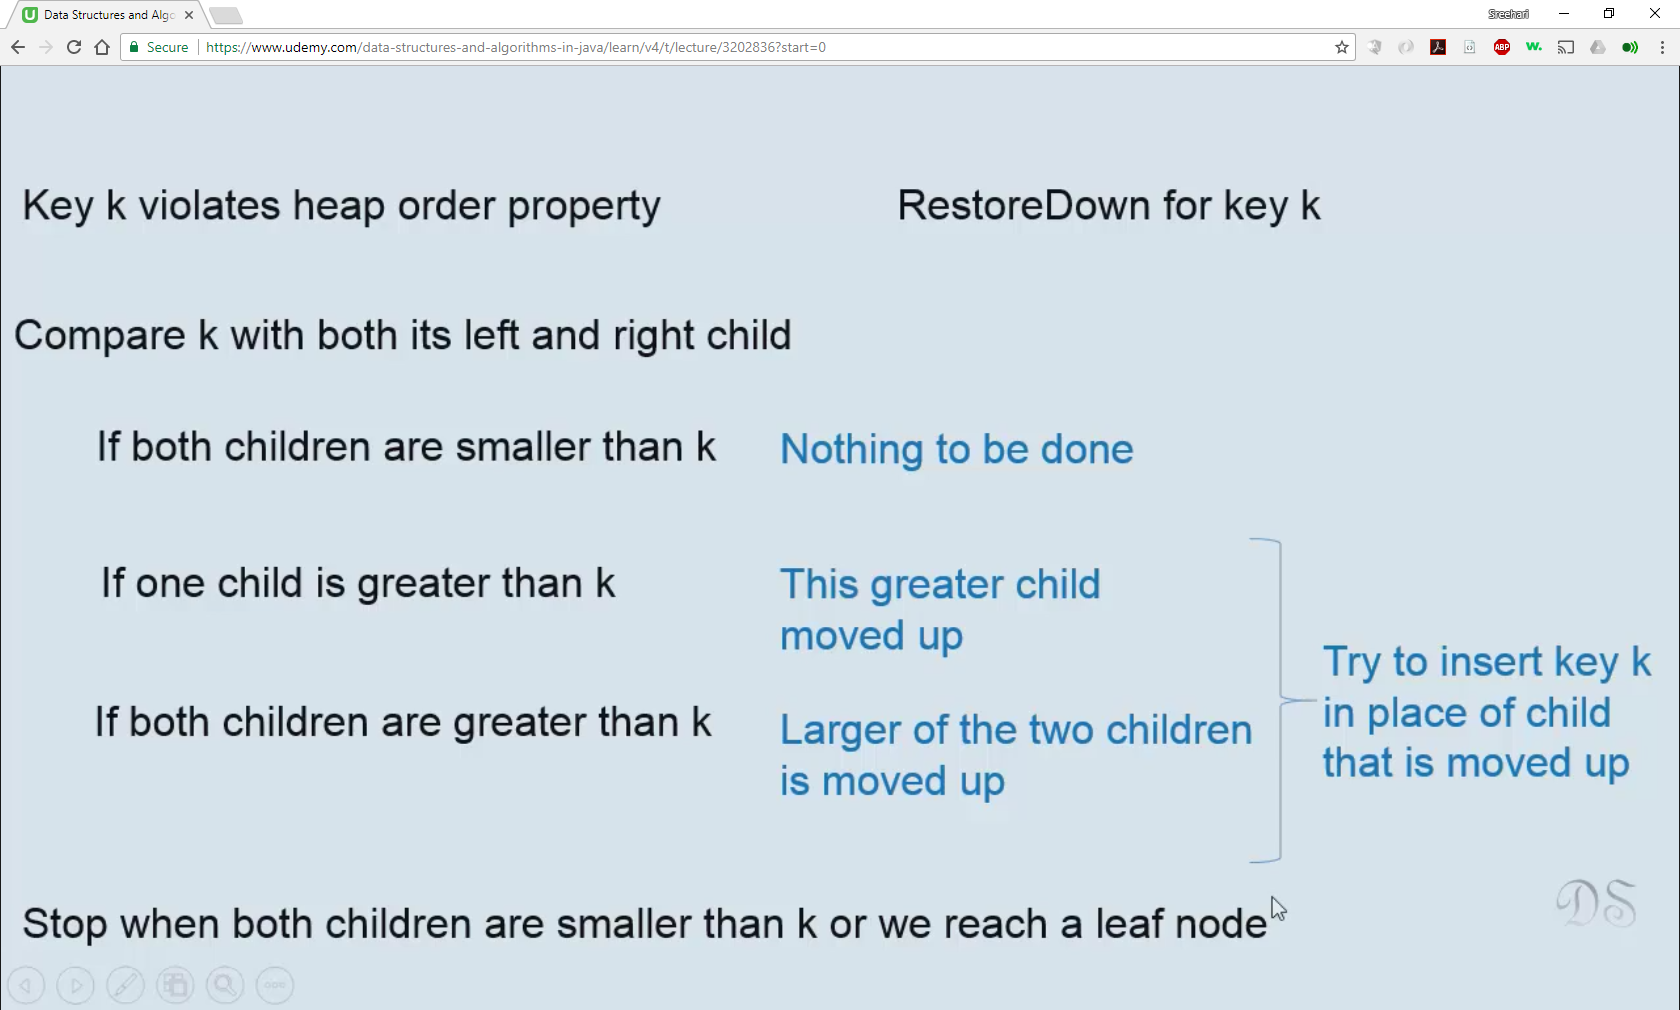 Data Structures and Algo
Sreehari
Secure
https://www.udemy.com/data-structures-and-algorithms-in-java/learn/v4/t/lecture/3202836?start=0
ABP
w.
Key k violates heap order property
RestoreDown for key k
Compare k with both its left and right child
If both children are smaller than k
Nothing to be done
If one child is greater than k
This greater child
moved up
If both children are greater than k
Larger of the two children
is moved up
Try to insert key k
in place of child
that is moved up
Stop when both children are smaller than k or we reach a leaf node
DS